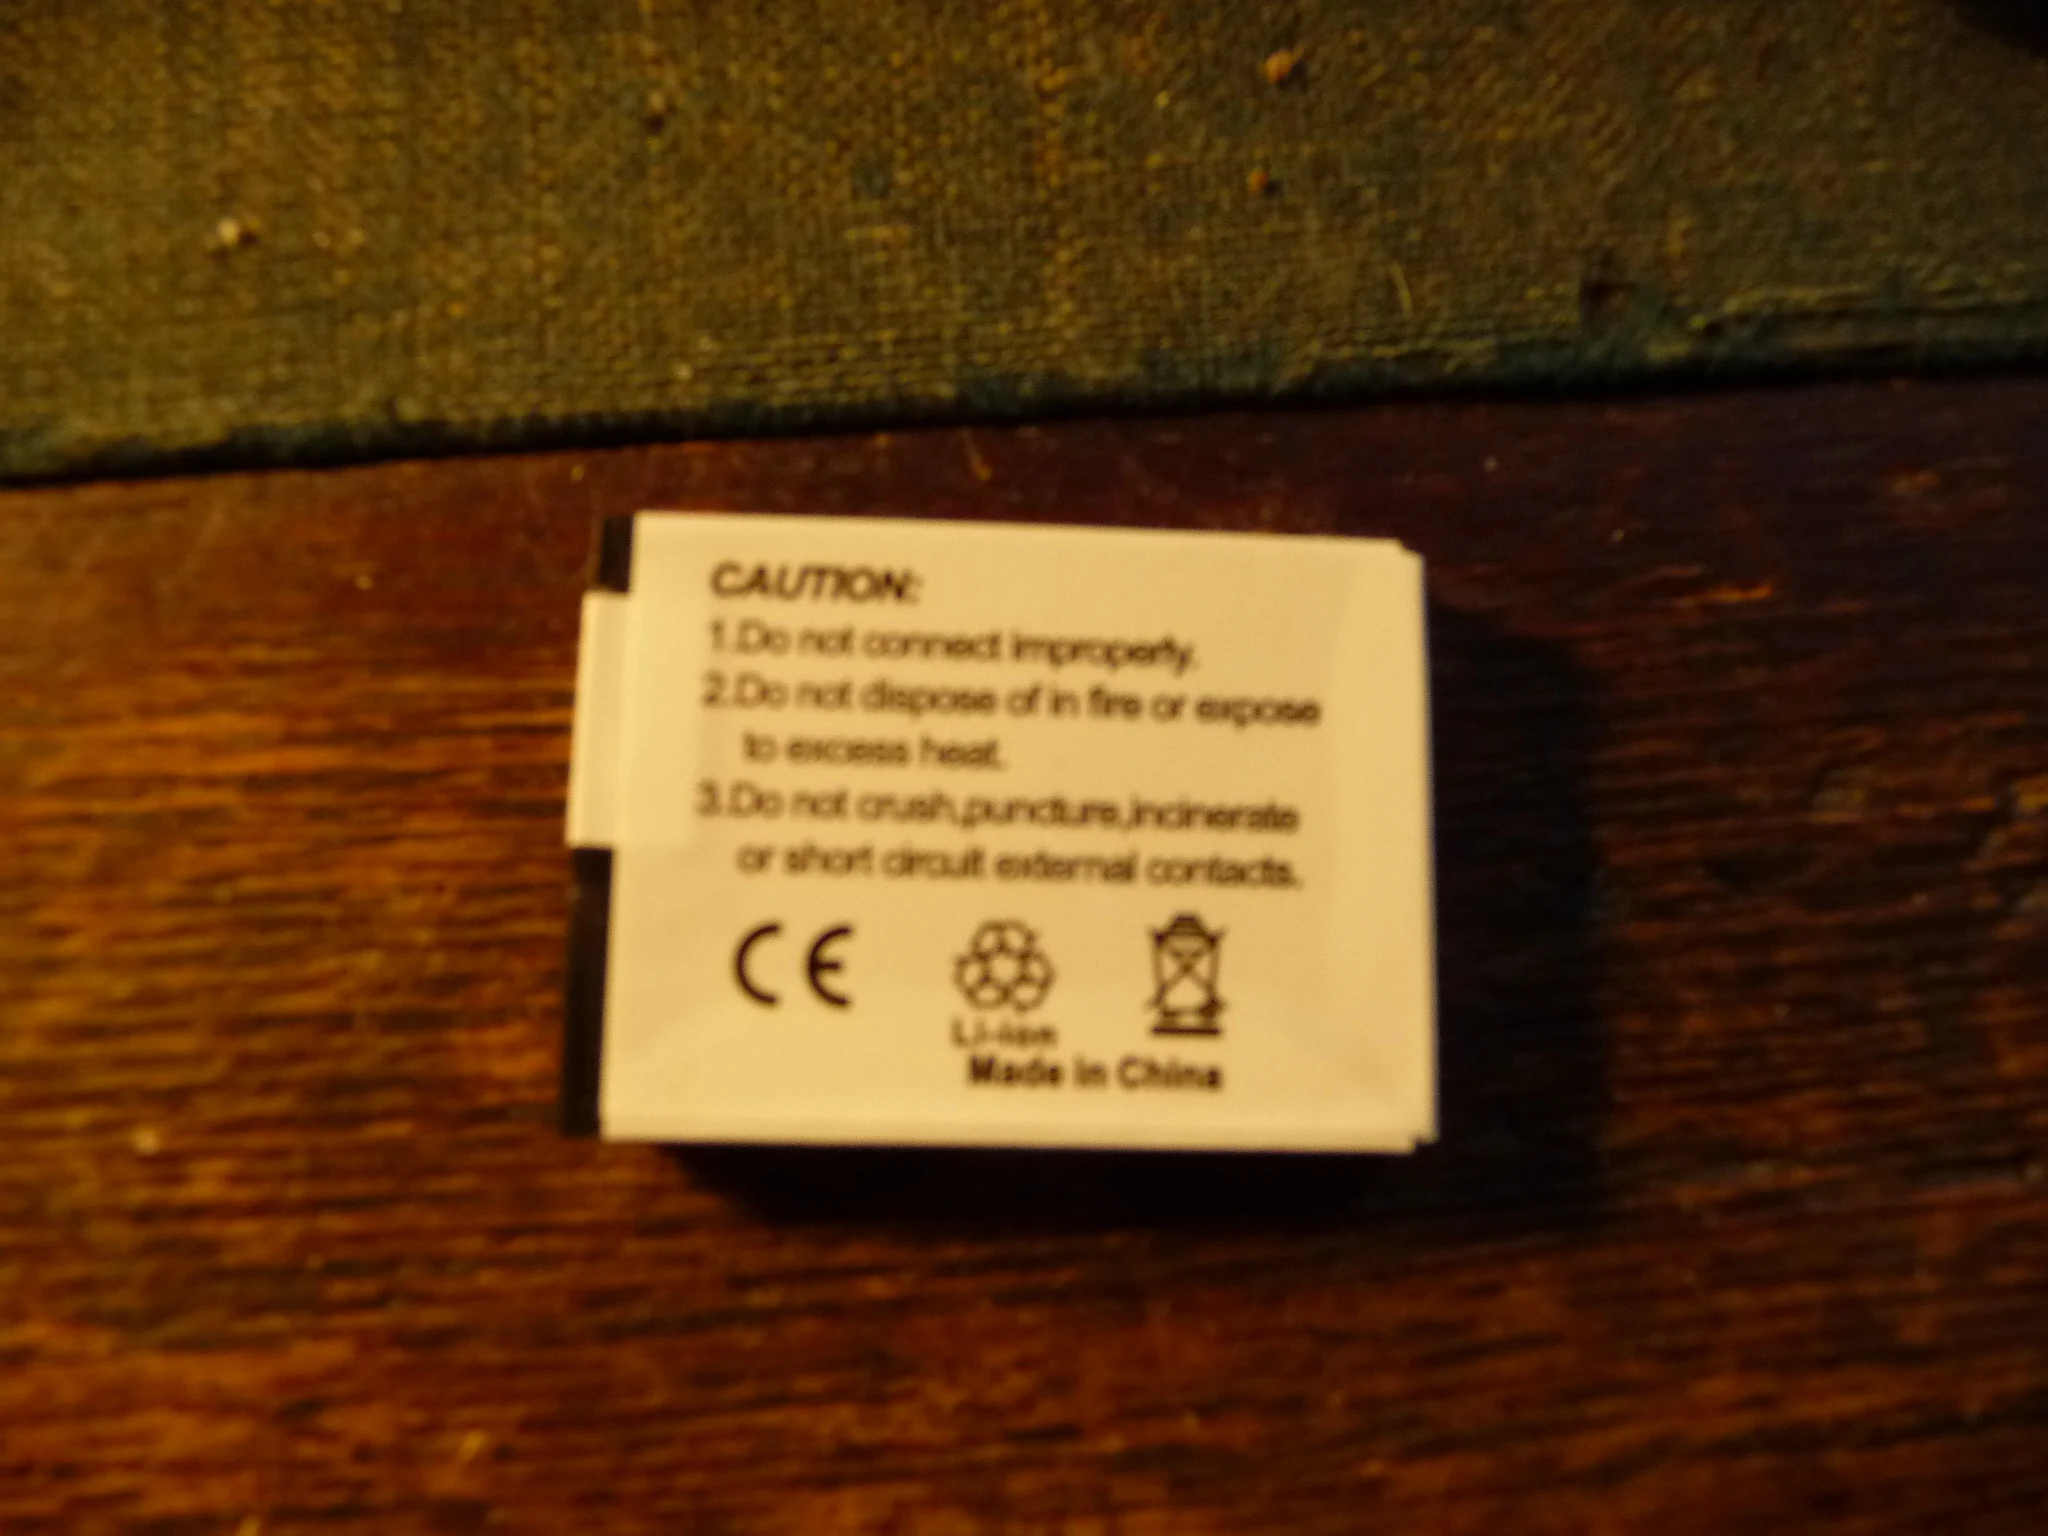 CAUTION:
1.Do not connect improperly.
2.Do not dispose of in fire or expose
to excess heat.
3.Do not crush,puncture,incinerate
or short circuit external contacts.
CE
Li-ion
Made in China